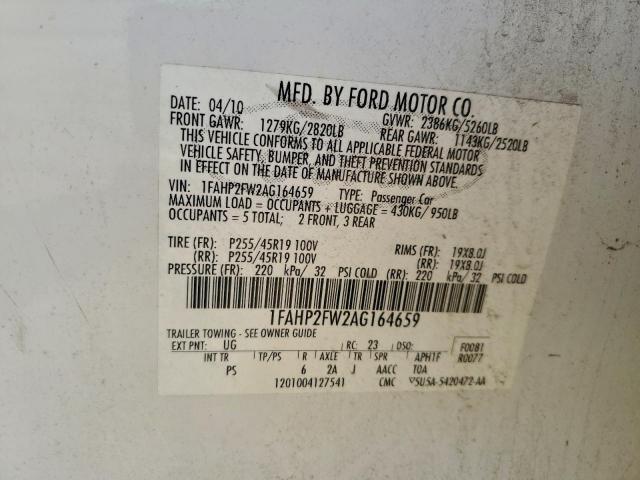 MFD. BY FORD MOTOR CO.
DATE: 04/10 GVWR: 2386KG/5260LB
FRONT GAWR: 1279KG/2820LB REAR GAWR: 1143KG/2520LB
THIS VEHICLE CONFORMS TO ALL APPLICABLE FEDERAL MOTOR
VEHICLE SAFETY, BUMPER, AND THEFT PREVENTION STANDARDS
IN EFFECT ON THE DATE OF MANUFACTURE SHOWN ABOVE.
VIN: 1FAHP2FW2AG164659 TYPE: Passenger Car
MAXIMUM LOAD = OCCUPANTS + LUGGAGE = 430KG/ 950LB
OCCUPANTS = 5 TOTAL; 2 FRONT, 3 REAR
TIRE (FR): P255/45R19 100V RIMS (FR): 19X8.0J
(RR): P255/45R19 100V (RR): 19X8.0J
PRESSURE (FR): 220 kPa/ 32 PSI COLD (RR): 220 kPa/ 32 PSI COLD
1FAHP2FW2AG164659
TRAILER TOWING - SEE OWNER GUIDE
EXT PNT: UG RC: 23 DSO: F0081
R0077
INT TR TP/PS R AXLE TR SPR APH1F
PS 6 2A J AACC TOA
1201004127541 CMC 5U5A-5420472-AA